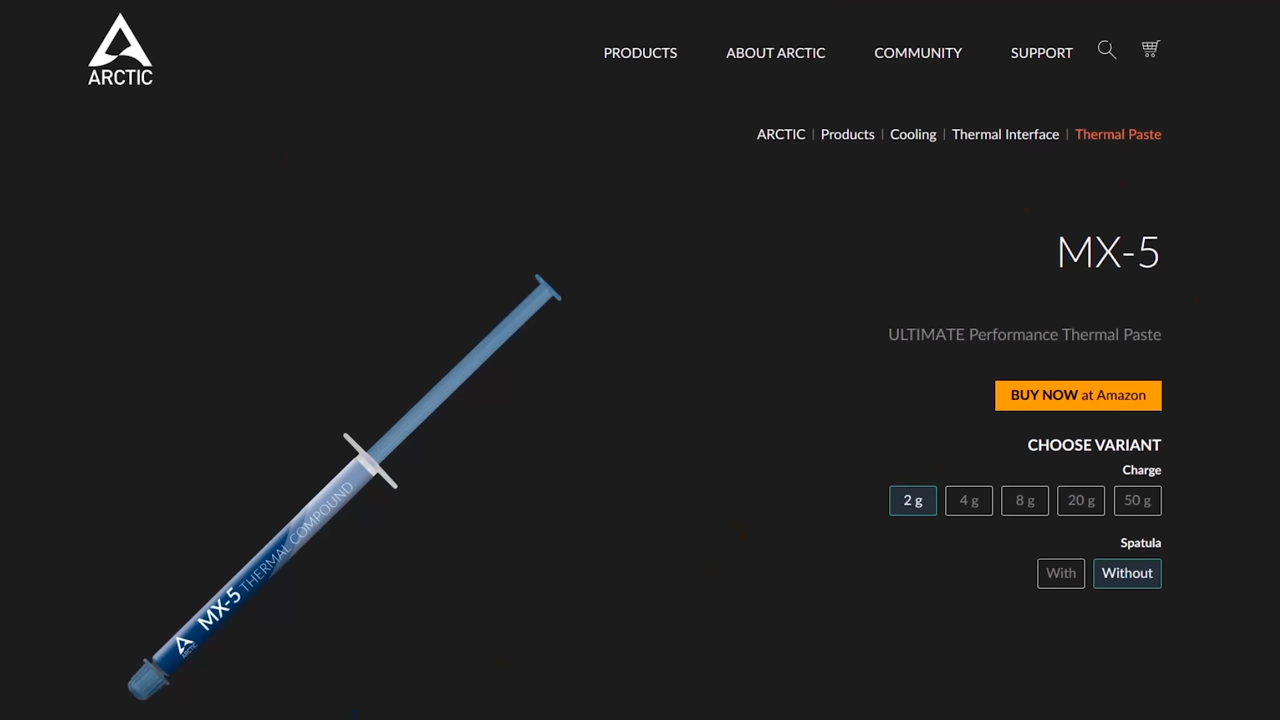 ARCTIC
PRODUCTS ABOUT ARCTIC COMMUNITY SUPPORT
ARCTIC | Products | Cooling | Thermal Interface | Thermal Paste
MX-5
ULTIMATE Performance Thermal Paste
BUY NOW at Amazon
CHOOSE VARIANT
Charge
2 g 4 g 8 g 20 g 50 g
Spatula
With Without
ARCTIC MX-5 THERMAL COMPOUND